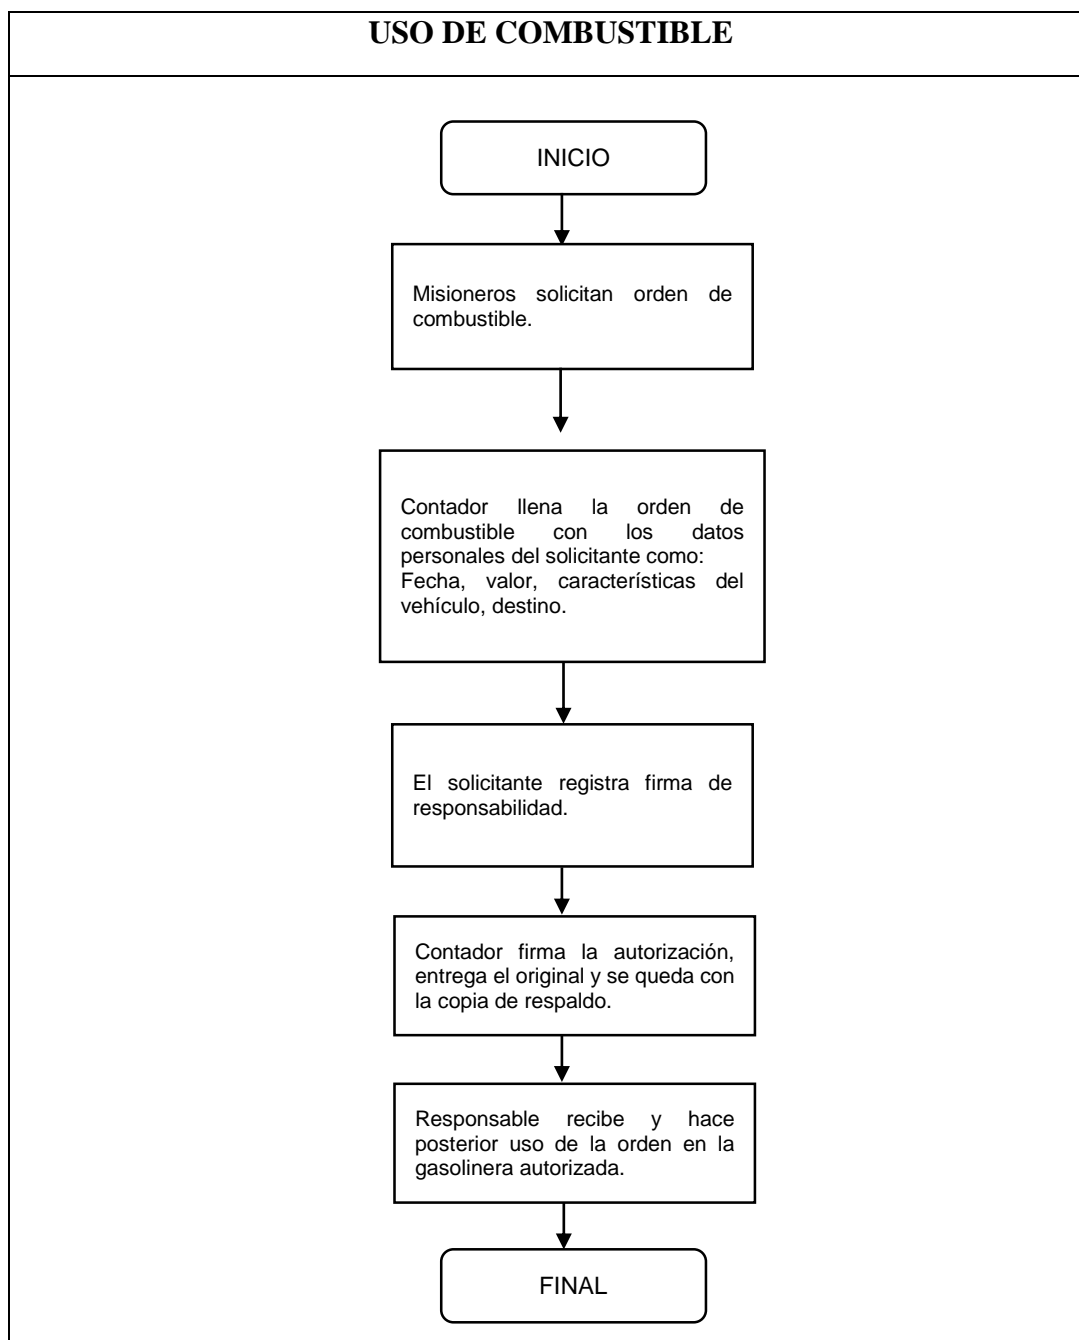 USO DE COMBUSTIBLE
INICIO
Misioneros solicitan orden de
combustible.
Contador llena la orden de
combustible con los datos
personales del solicitante como:
Fecha, valor, características del
vehículo, destino.
El solicitante registra firma de
responsabilidad.
Contador firma la autorización,
entrega el original y se queda con
la copia de respaldo.
Responsable recibe y hace
posterior uso de la orden en la
gasolinera autorizada.
FINAL